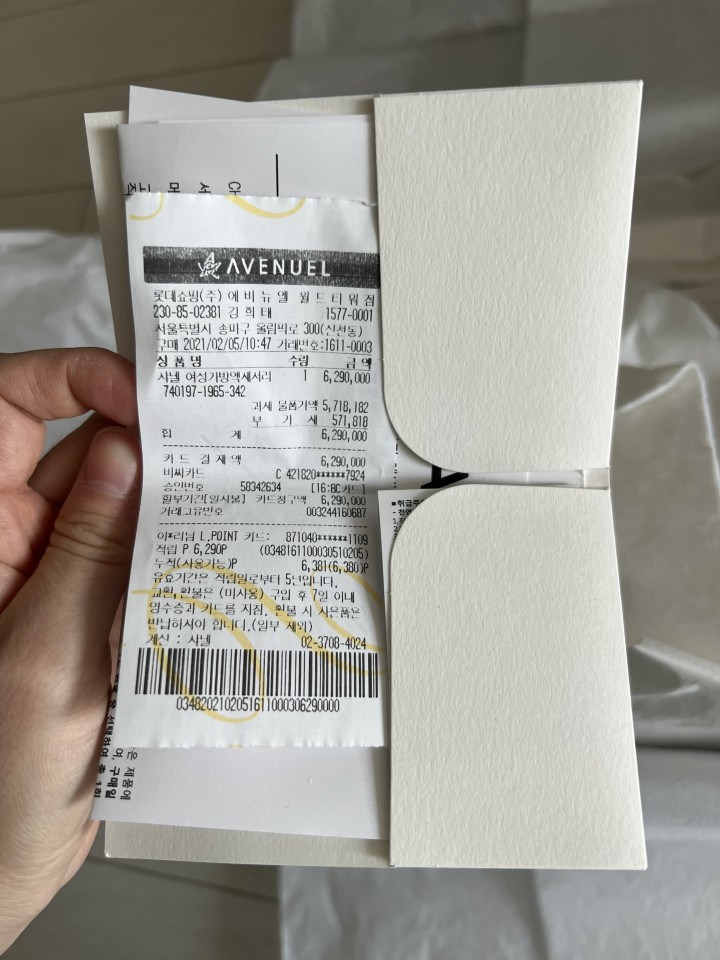 AVENUEL
롯데쇼핑(주) 에비뉴엘 월드타워점
230-85-02381 강희태 1577-0001
서울특별시 송파구 올림픽로 300(신천동)
구매 2021/02/05/10:47 거래번호:1611-0003
상품명 수량 금액
샤넬 여성가방액세서리 1 6,290,000
740197-1965-342
과세 물품가액 5,718,182
부 가 세 571,818
합 계 6,290,000
카드 결제액 6,290,000
비씨카드 C 421820******7924
승인번호 58342634 [16:BC카드]
할부기간[일시불] 카드청구액 6,290,000
거래고유번호 003244160687
이*리님 L.POINT 카드: 871040******1109
적립 P 6,290P (0348161100030510205)
누적(사용가능)P 6,381(6,380)P
유효기간은 적립일로부터 5년입니다.
교환,환불은 (미사용) 구입 후 7일 이내
영수증과 카드를 지참, 환불 시 사은품은
반납하셔야 합니다.(일부 제외)
계산 : 샤넬 02-3708-4024
0348202102051611000306290000
은 제품에
구매일